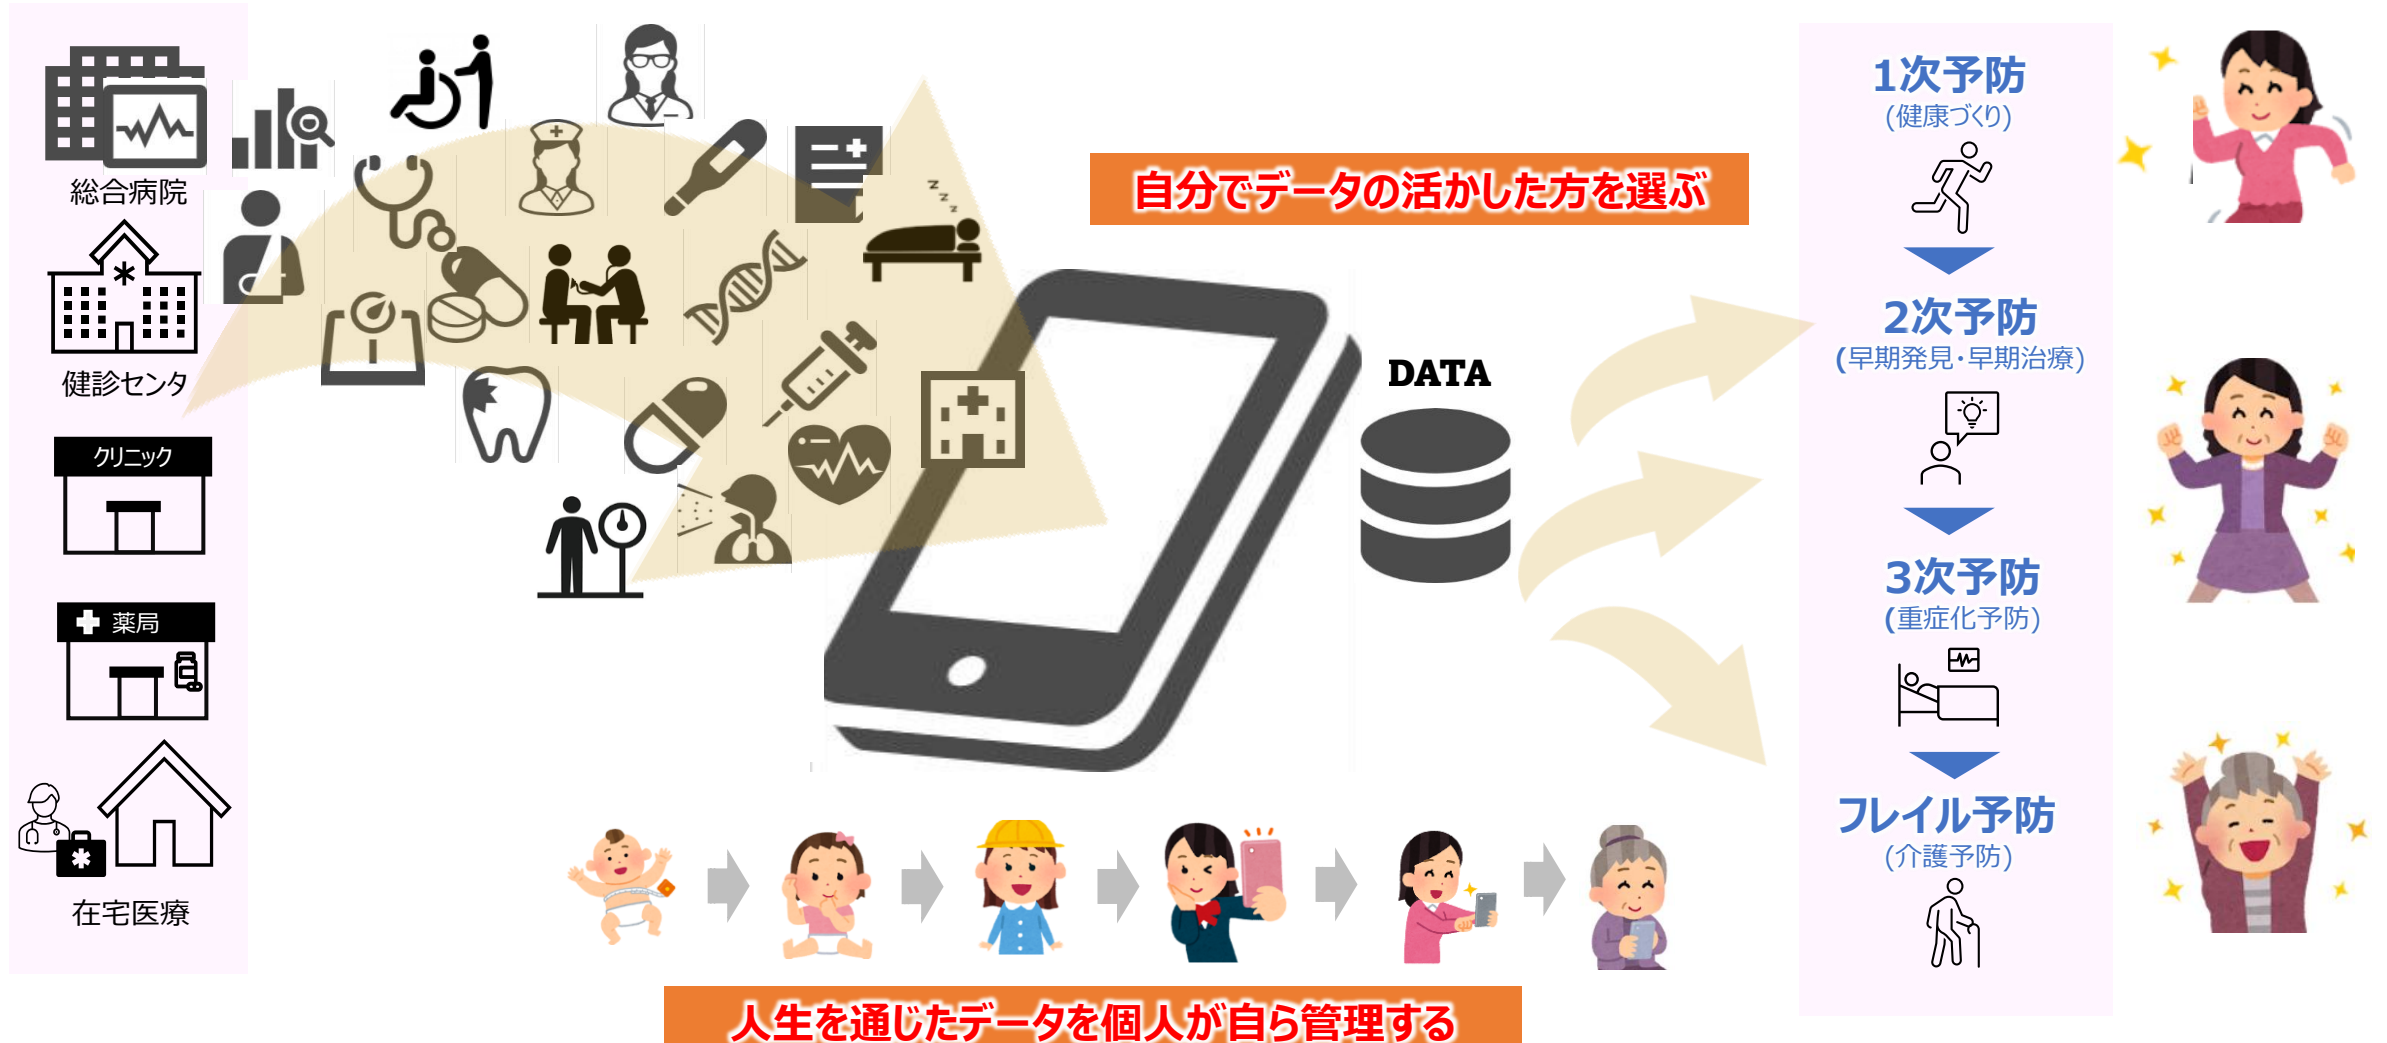 総合病院
健診センタ
クリニック
薬局
在宅医療
z
z
z
z
自分でデータの活かした方を選ぶ
DATA
1次予防
(健康づくり)
2次予防
(早期発見・早期治療)
3次予防
(重症化予防)
フレイル予防
(介護予防)
人生を通じたデータを個人が自ら管理する